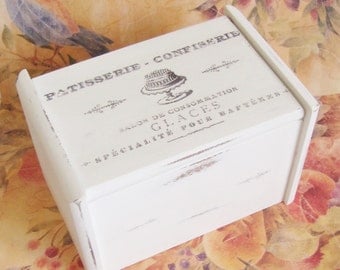 PATISSERIE - CONFISERIE
SALON DE CONSOMMATION
GLACES
SPÉCIALITÉ POUR BAPTÊMES